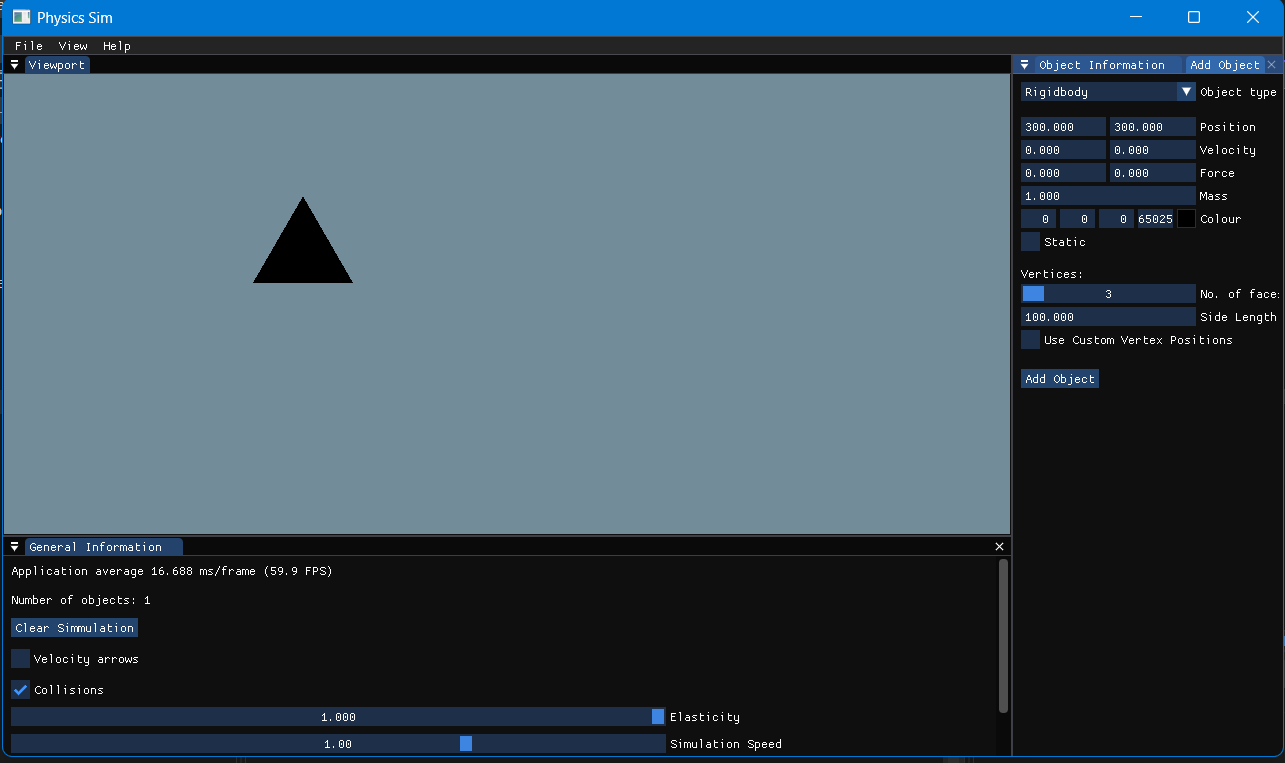 Physics Sim
File View Help
Viewport
Object Information Add Object
Rigidbody Object type
300.000 300.000 Position
0.000 0.000 Velocity
0.000 0.000 Force
1.000 Mass
0 0 0 65025 Colour
Static
Vertices:
3 No. of face
100.000 Side Length
Use Custom Vertex Positions
Add Object
General Information
Application average 16.688 ms/frame (59.9 FPS)
Number of objects: 1
Clear Simmulation
Velocity arrows
Collisions
1.000 Elasticity
1.00 Simulation Speed